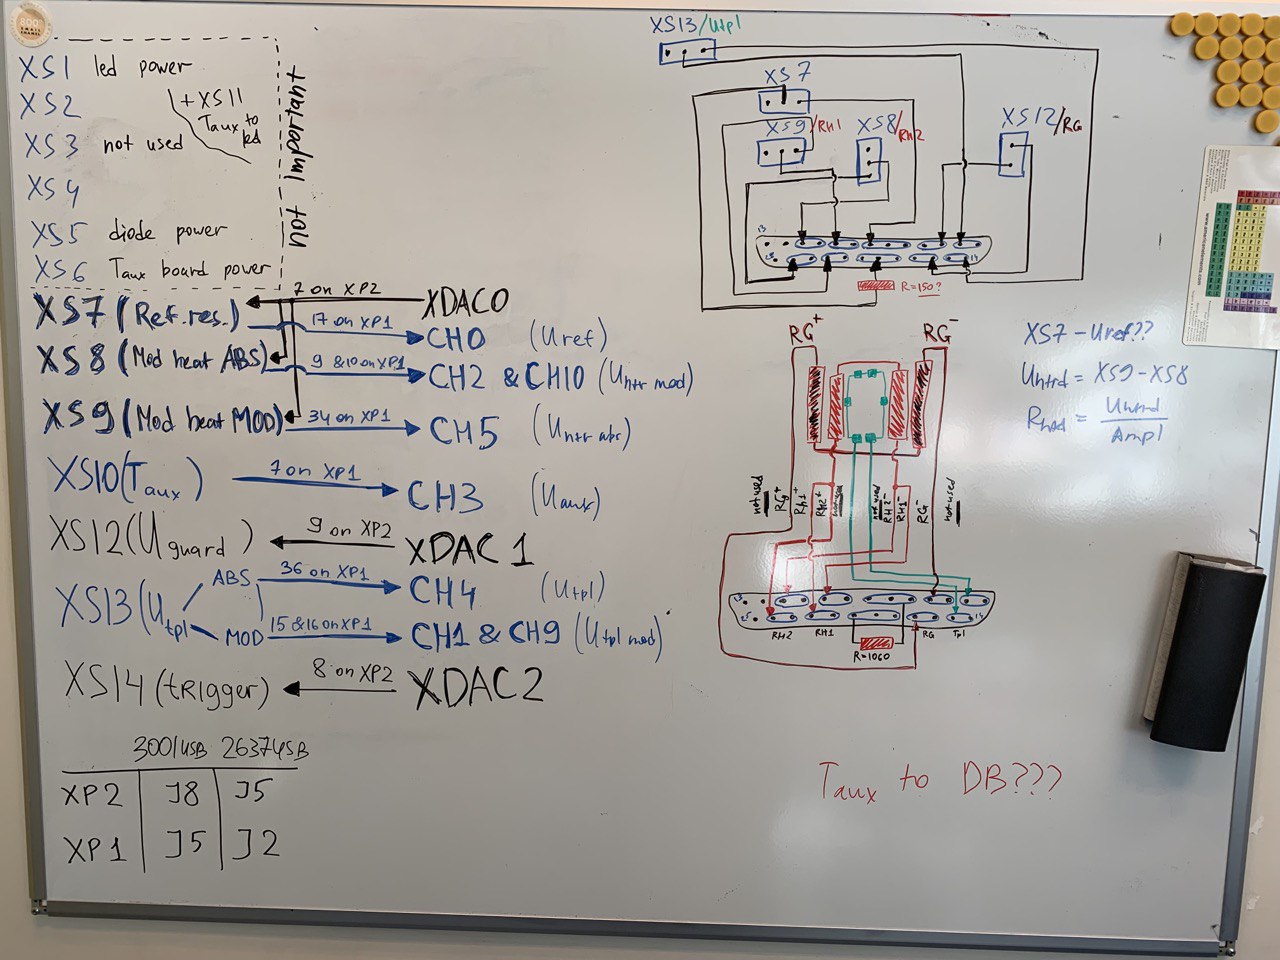 XS1 led power
XS2
+XS11
Taux to led
XS3 not used
XS4
XS5 diode power
XS6 Taux board power
not important
XS7 (Ref. res.)
7 on XP2
XDAC0
17 on XP1
CH0 (Uref)
XS8 (Mod heat ABS)
9 &10 on XP1
CH2 & CH10 (Uhtr mod)
XS9 (Mod heat MOD)
34 on XP1
CH5 (Uhtr abs)
XS10 (Taux)
7 on XP1
CH3 (Uaux)
XS12 (Uguard)
9 on XP2
XDAC1
XS13 (Utpl
ABS
36 on XP1
CH4 (Utpl)
MOD
15 &16 on XP1
CH1 & CH9 (Utpl mod)
XS14 (tRIgger)
8 on XP2
XDAC2
3001USB 2637USB
XP2 J8 J5
XP1 J5 J2
XS13/Utpl
XS7
XS9/RH1
XS8/RH2
XS12/RG
13
14
R=150?
RG+
RG-
not used
RG+
RH1+
RH2+
not used
not used
RH2-
RH1-
RG-
not used
RH2
RH1
RG
Tpl
14
R=1060
XS7 - Uref??
Uhtrd = XS9 - XS8
Rhtd = Uhtrd
Ampl
Taux to DB???